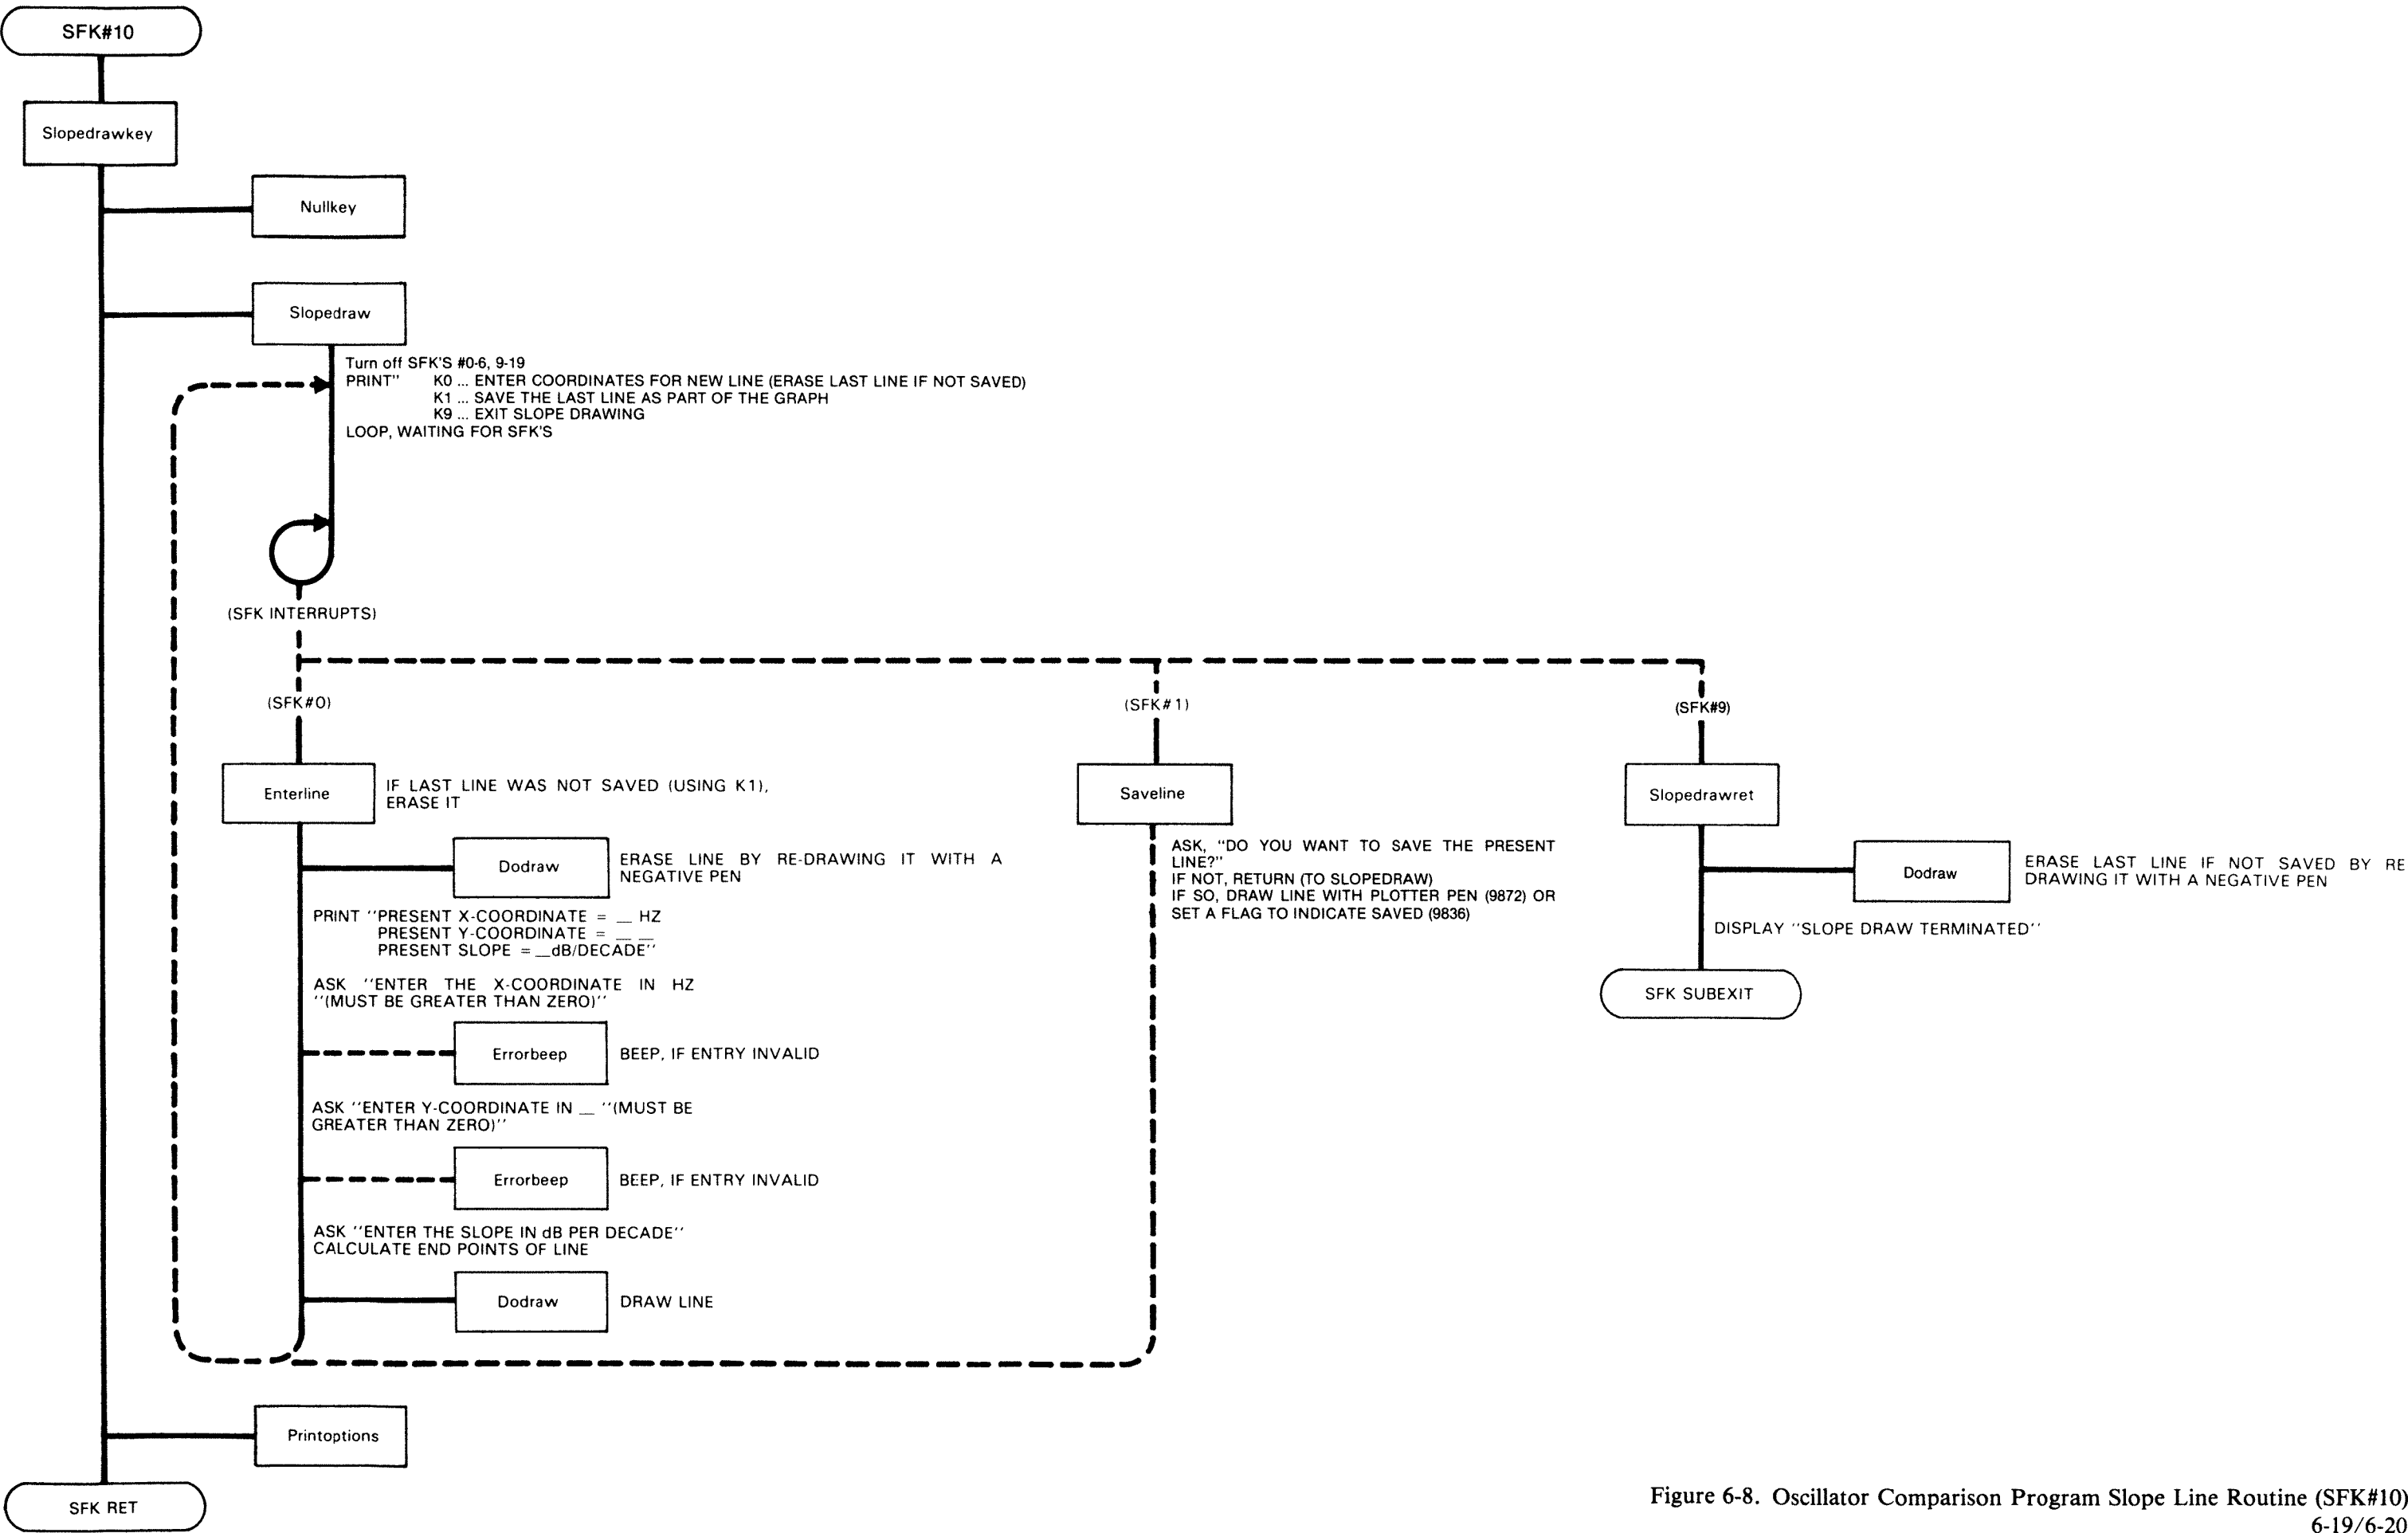 SFK#10
Slopedrawkey
Nullkey
Slopedraw
Turn off SFK'S #0-6, 9-19
PRINT" K0 ... ENTER COORDINATES FOR NEW LINE (ERASE LAST LINE IF NOT SAVED)
K1 ... SAVE THE LAST LINE AS PART OF THE GRAPH
K9 ... EXIT SLOPE DRAWING
LOOP, WAITING FOR SFK'S
(SFK INTERRUPTS)
(SFK#0)
Enterline
IF LAST LINE WAS NOT SAVED (USING K1),
ERASE IT
Dodraw
ERASE LINE BY RE-DRAWING IT WITH A
NEGATIVE PEN
PRINT ''PRESENT X-COORDINATE = __ HZ
PRESENT Y-COORDINATE = __ __
PRESENT SLOPE = __dB/DECADE''
ASK ''ENTER THE X-COORDINATE IN HZ
''(MUST BE GREATER THAN ZERO)''
Errorbeep
BEEP, IF ENTRY INVALID
ASK ''ENTER Y-COORDINATE IN __ ''(MUST BE
GREATER THAN ZERO)''
Errorbeep
BEEP, IF ENTRY INVALID
ASK ''ENTER THE SLOPE IN dB PER DECADE''
CALCULATE END POINTS OF LINE
Dodraw
DRAW LINE
(SFK#1)
Saveline
ASK, "DO YOU WANT TO SAVE THE PRESENT
LINE?"
IF NOT, RETURN (TO SLOPEDRAW)
IF SO, DRAW LINE WITH PLOTTER PEN (9872) OR
SET A FLAG TO INDICATE SAVED (9836)
(SFK#9)
Slopedrawret
Dodraw
ERASE LAST LINE IF NOT SAVED BY RE
DRAWING IT WITH A NEGATIVE PEN
DISPLAY ''SLOPE DRAW TERMINATED''
SFK SUBEXIT
Printoptions
SFK RET
Figure 6-8. Oscillator Comparison Program Slope Line Routine (SFK#10)
6-19/6-20